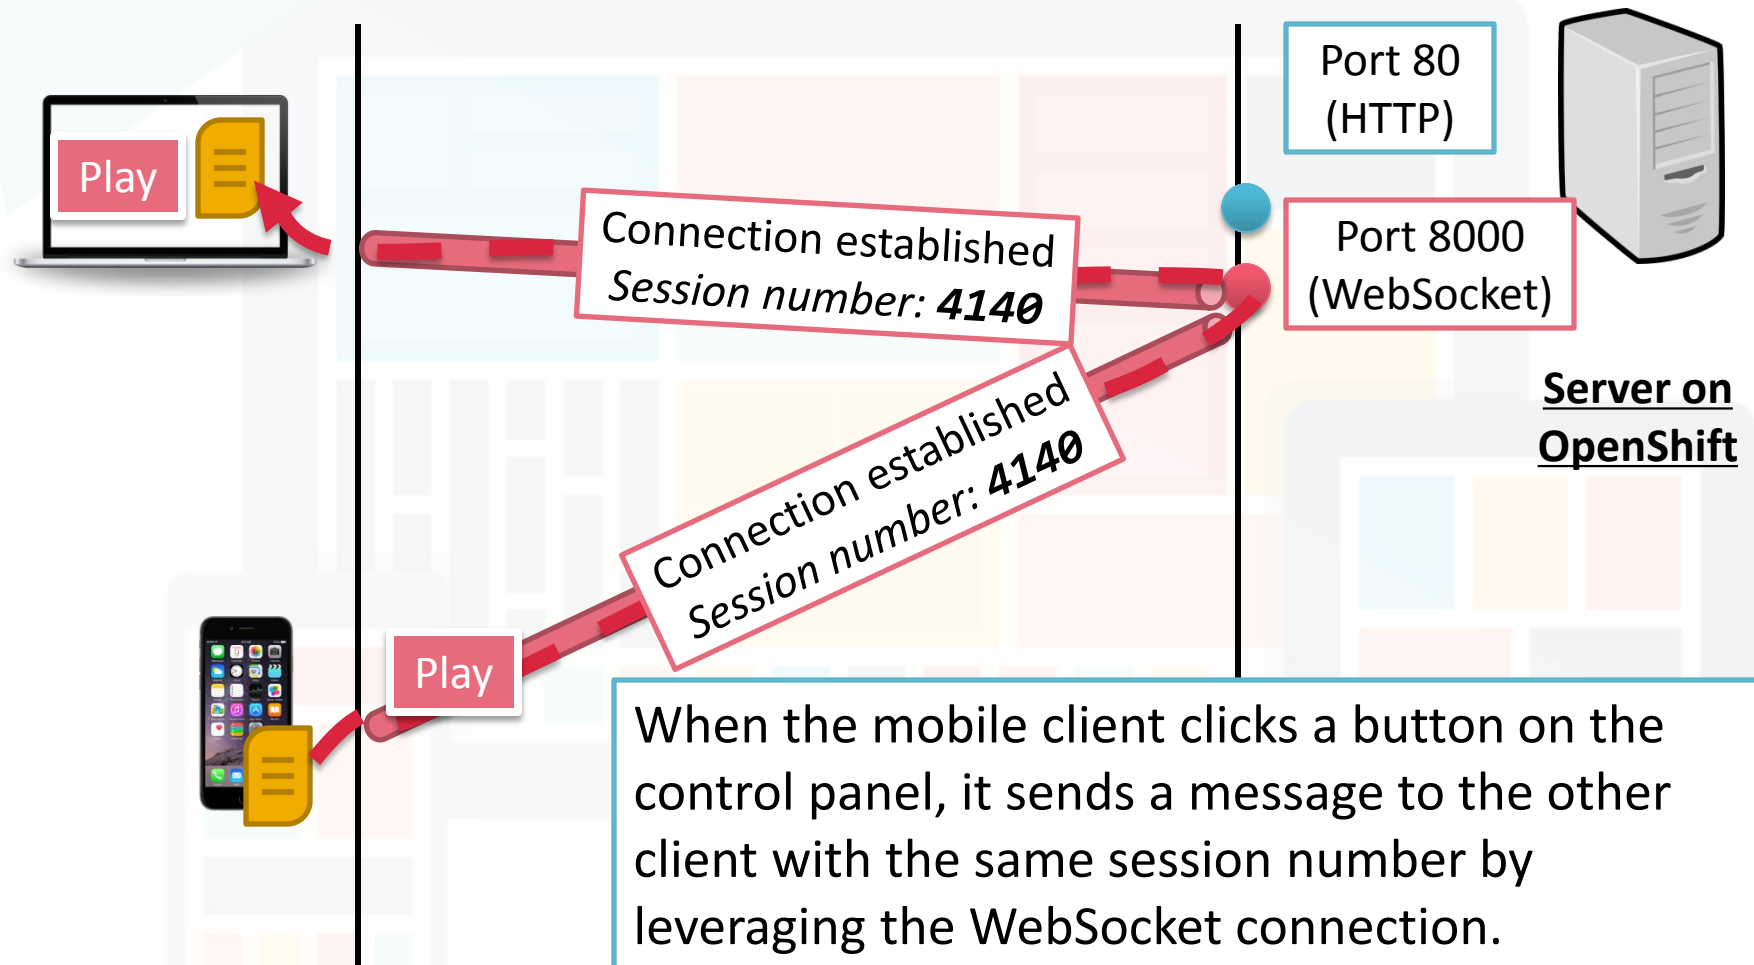 Port 80
(HTTP)
Play
Port 8000
(WebSocket)
Connection established
Session number: 4140
Server on
OpenShift
Connection established
Session number: 4140
Play
When the mobile client clicks a button on the
control panel, it sends a message to the other
client with the same session number by
leveraging the WebSocket connection.